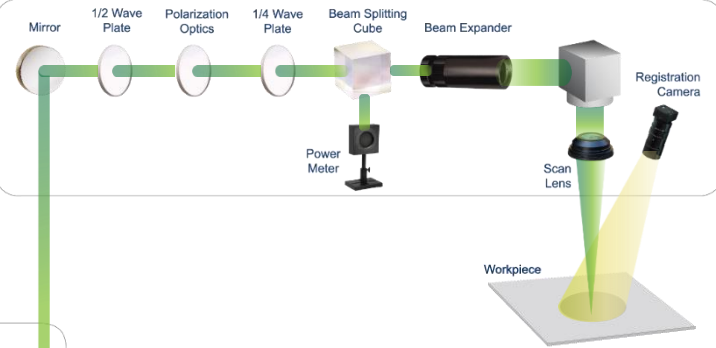 Mirror
1/2 Wave
Plate
Polarization
Optics
1/4 Wave
Plate
Beam Splitting
Cube
Beam Expander
Registration
Camera
Power
Meter
Scan
Lens
Workpiece